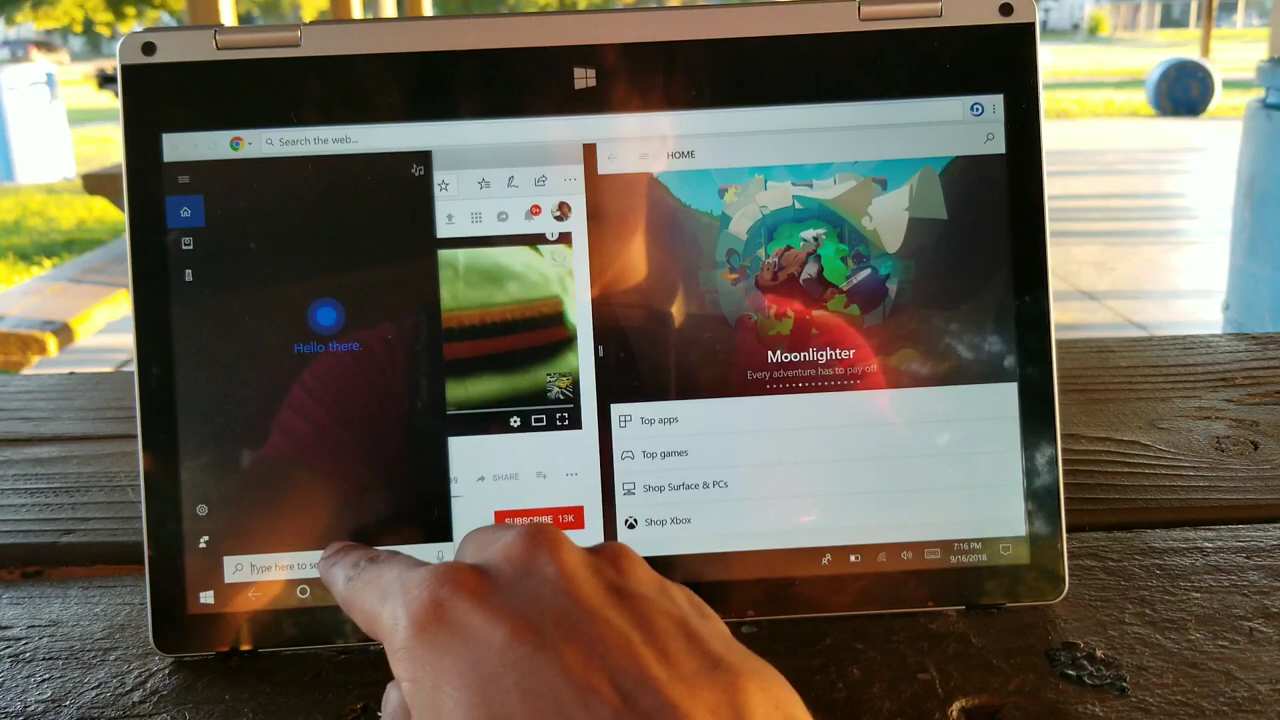 Search the web...
HOME
Hello there.
9+
Moonlighter
Every adventure has to pay off
Top apps
Top games
Shop Surface & PCs
Shop Xbox
SHARE
SUBSCRIBE 13K
Type here to se
7:16 PM
9/16/2018